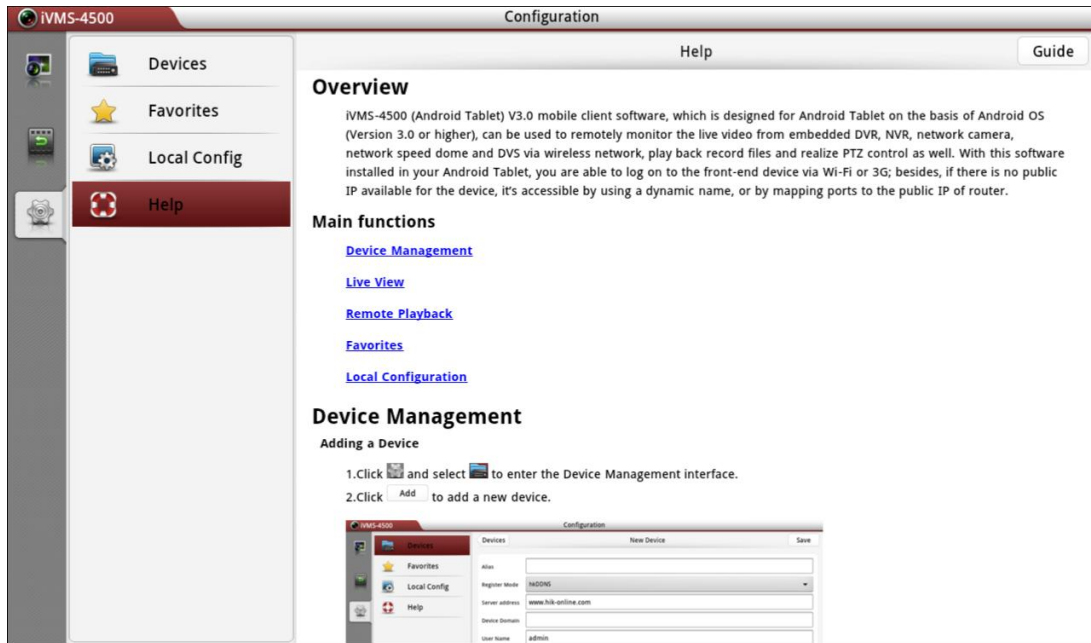 iVMS-4500
Configuration
Devices
Favorites
Local Config
Help
Help
Guide
Overview
iVMS-4500 (Android Tablet) V3.0 mobile client software, which is designed for Android Tablet on the basis of Android OS
(Version 3.0 or higher), can be used to remotely monitor the live video from embedded DVR, NVR, network camera,
network speed dome and DVS via wireless network, play back record files and realize PTZ control as well. With this software
installed in your Android Tablet, you are able to log on to the front-end device via Wi-Fi or 3G; besides, if there is no public
IP available for the device, it's accessible by using a dynamic name, or by mapping ports to the public IP of router.
Main functions
Device Management
Live View
Remote Playback
Favorites
Local Configuration
Device Management
Adding a Device
1.Click and select to enter the Device Management interface.
2.Click Add to add a new device.
iVMS-4500
Configuration
Devices
Favorites
Local Config
Help
Devices
New Device
Save
Alias
Register Mode hiDDNS
Server address www.hik-online.com
Device Domain
User Name admin